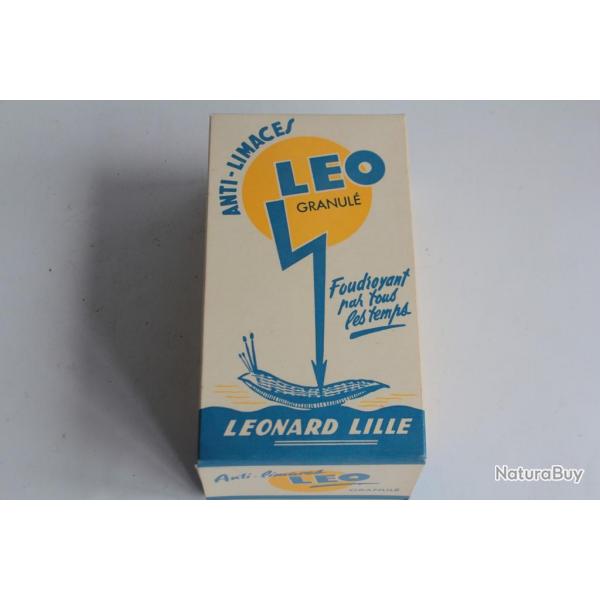 ANTI-LIMACES
LEO
GRANULÉ
Foudroyant
par tous
les temps
LEONARD LILLE
Anti-limaces
LEO
GRANULÉ
NaturaBuy